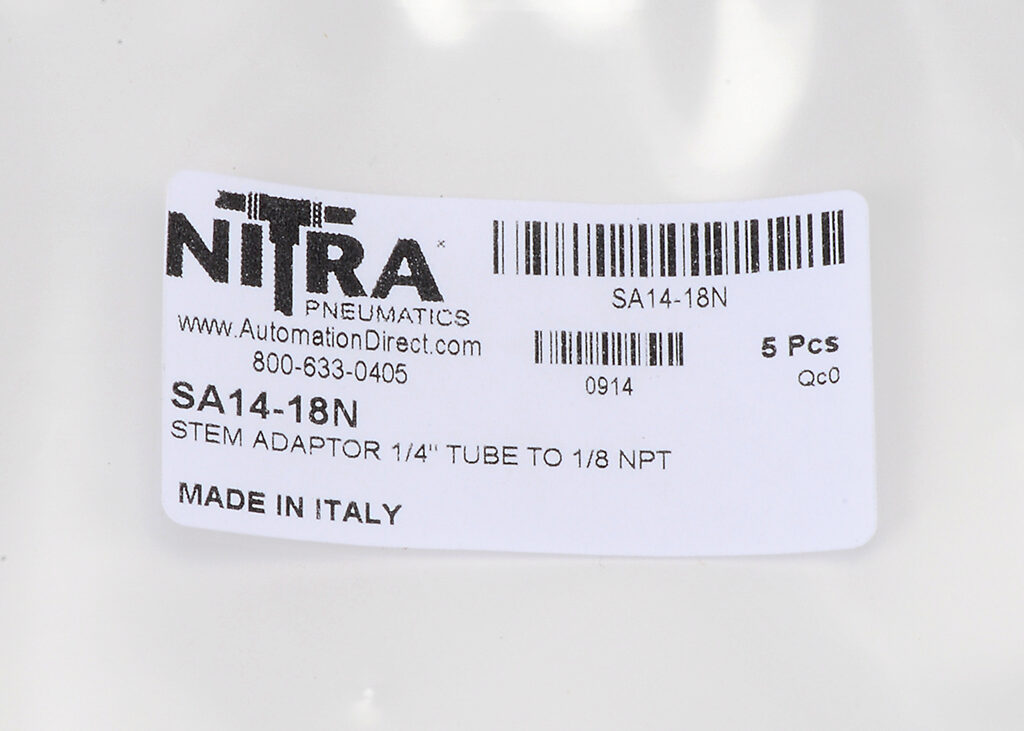 NITRA
PNEUMATICS
www.AutomationDirect.com
800-633-0405
SA14-18N
STEM ADAPTOR 1/4" TUBE TO 1/8 NPT
MADE IN ITALY
SA14-18N
0914
5 Pcs
Qc0